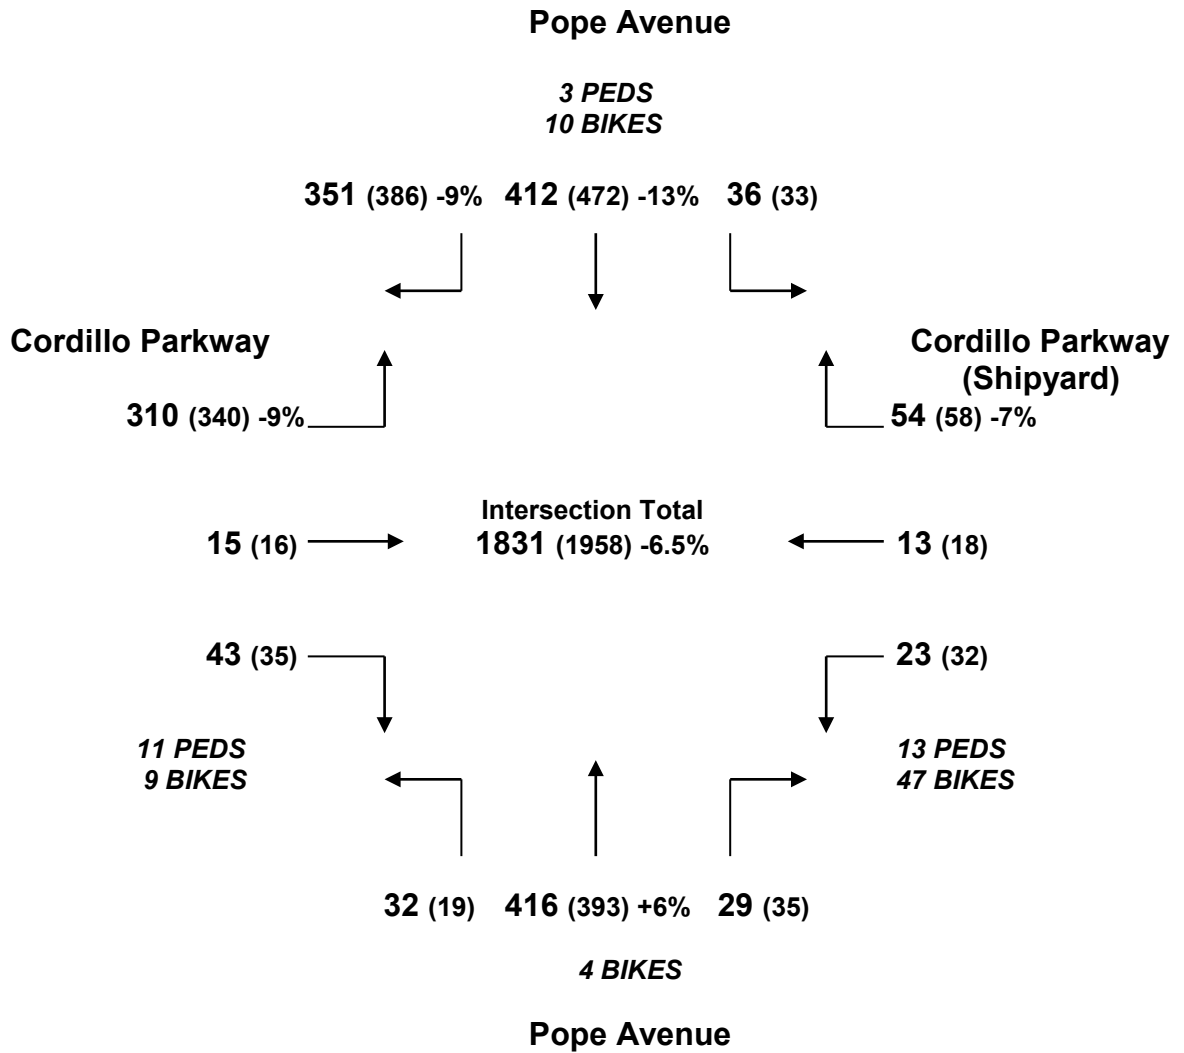 Pope Avenue
3 PEDS
10 BIKES
351 (386) -9% 412 (472) -13% 36 (33)
Cordillo Parkway
Cordillo Parkway
(Shipyard)
310 (340) -9%
54 (58) -7%
Intersection Total
15 (16)
1831 (1958) -6.5%
13 (18)
43 (35)
23 (32)
11 PEDS
9 BIKES
13 PEDS
47 BIKES
32 (19) 416 (393) +6% 29 (35)
4 BIKES
Pope Avenue